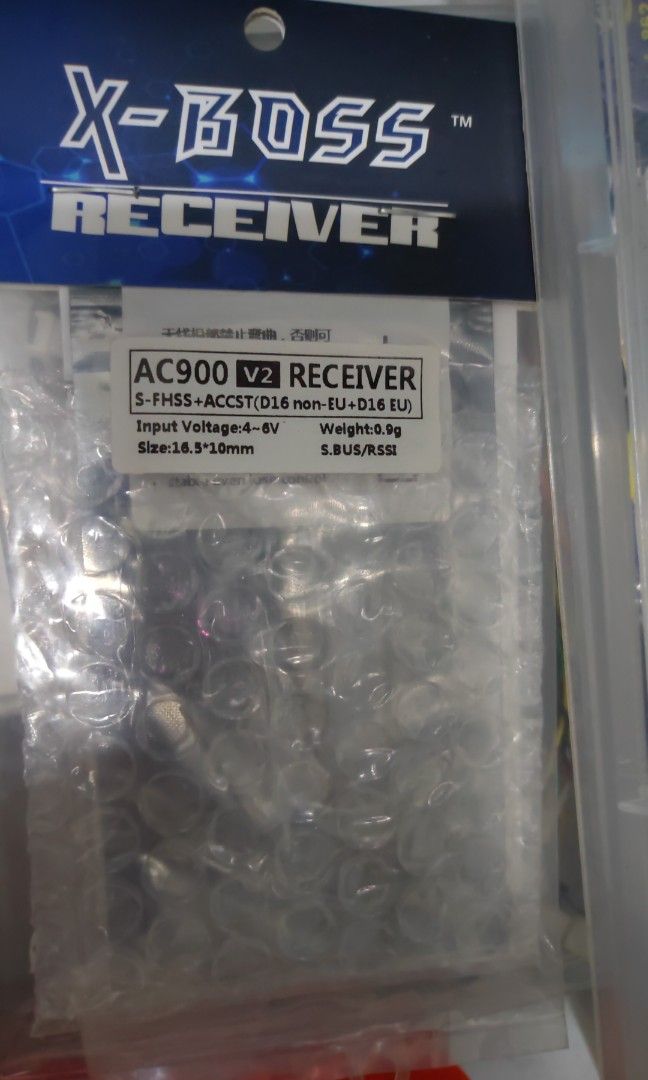 X-BOSS™
RECEIVER
AC900 V2 RECEIVER
S-FHSS+ACCST(D16 non-EU+D16 EU)
Input Voltage:4~6V Weight:0.9g
Size:16.5*10mm S.BUS/RSSI